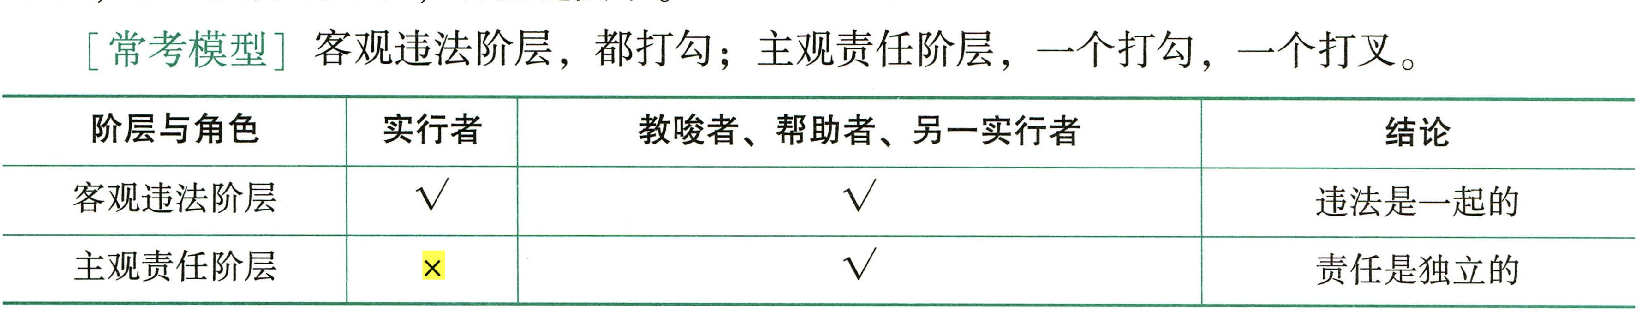 [常考模型] 客观违法阶层，都打勾；主观责任阶层，一个打勾，一个打叉。
阶层与角色 实行者 教唆者、帮助者、另一实行者 结论
客观违法阶层 √ √ 违法是一起的
主观责任阶层 × √ 责任是独立的